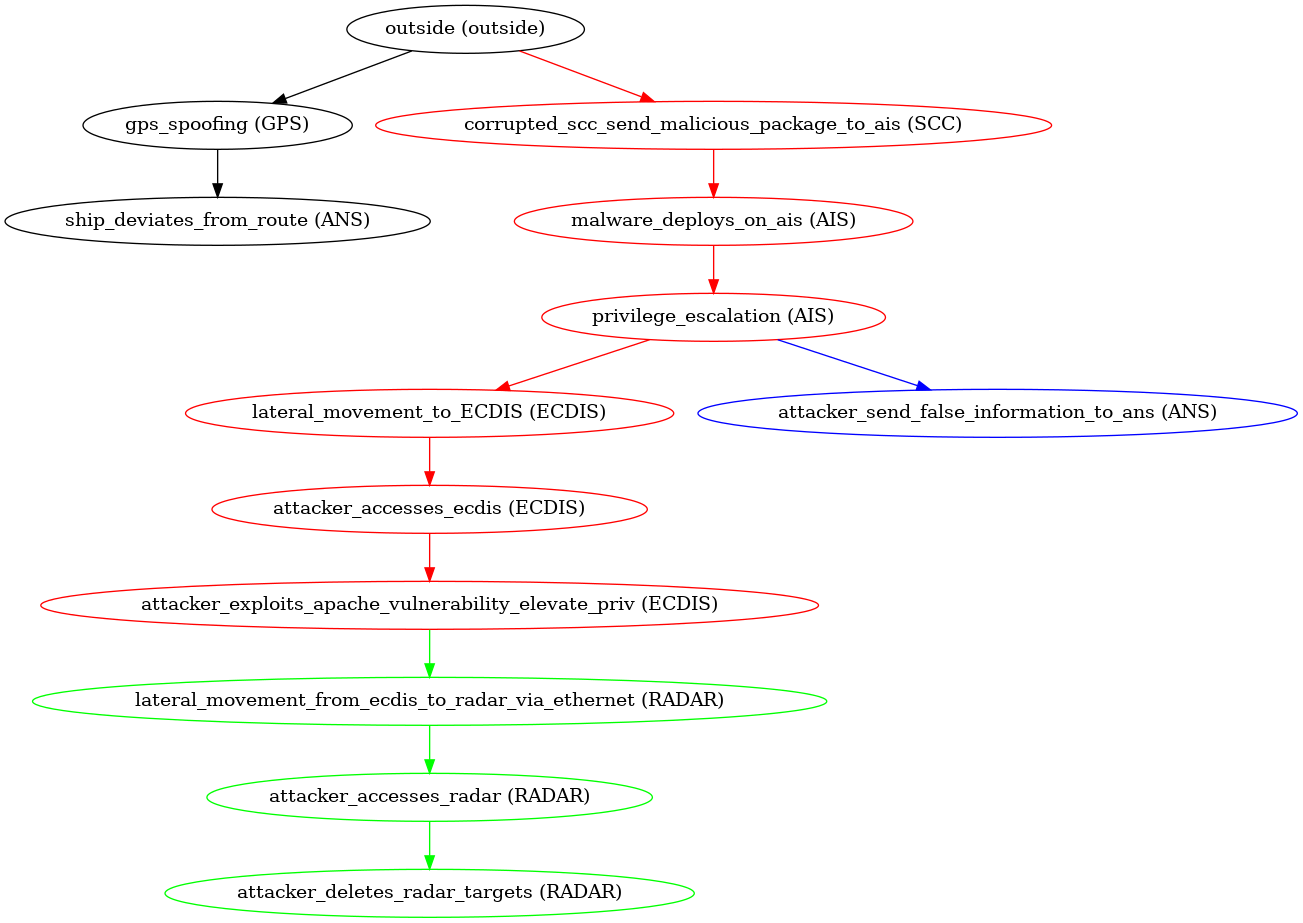 outside (outside)
gps_spoofing (GPS)
corrupted_scc_send_malicious_package_to_ais (SCC)
ship_deviates_from_route (ANS)
malware_deploys_on_ais (AIS)
privilege_escalation (AIS)
lateral_movement_to_ECDIS (ECDIS)
attacker_send_false_information_to_ans (ANS)
attacker_accesses_ecdis (ECDIS)
attacker_exploits_apache_vulnerability_elevate_priv (ECDIS)
lateral_movement_from_ecdis_to_radar_via_ethernet (RADAR)
attacker_accesses_radar (RADAR)
attacker_deletes_radar_targets (RADAR)